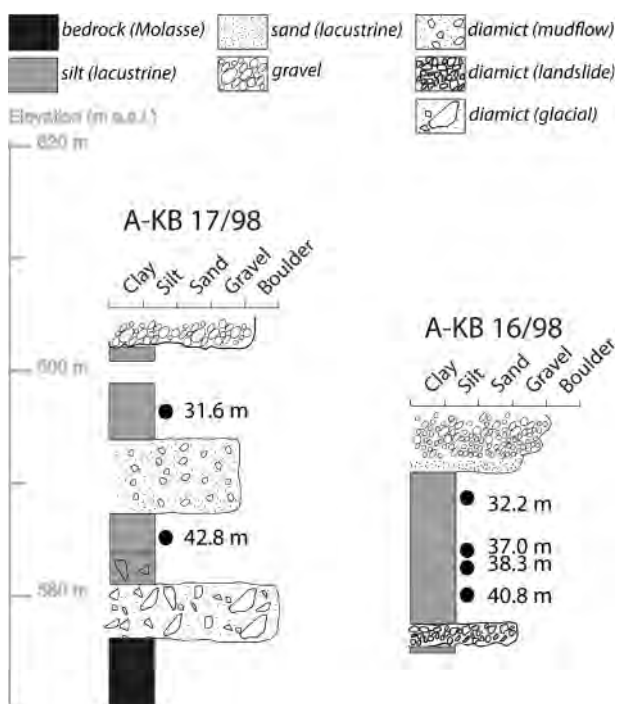 bedrock (Molasse)
sand (lacustrine)
diamict (mudflow)
silt (lacustrine)
gravel
diamict (landslide)
diamict (glacial)
Elevation (m a.s.l.)
620 m
A-KB 17/98
Clay
Silt
Sand
Gravel
Boulder
A-KB 16/98
Clay
Silt
Sand
Gravel
Boulder
600 m
31.6 m
42.8 m
32.2 m
37.0 m
38.3 m
40.8 m
580 m